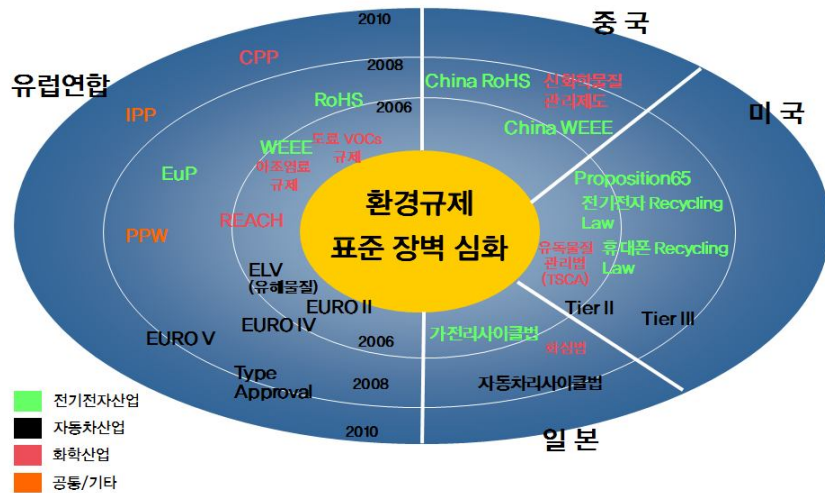 2010
중 국
2008
CPP
유럽연합
China RoHS
신화학물질
관리제도
RoHS
2006
미 국
IPP
China WEEE
도료 VOCs
규제
WEEE
아조염료
규제
EuP
Proposition65
환경규제
표준 장벽 심화
전기전자 Recycling
Law
REACH
PPW
유독물질
관리법
(TSCA)
휴대폰 Recycling
Law
ELV
(유해물질)
EURO II
Tier II
Tier III
EURO IV
EURO V
가전리사이클법
화심법
2006
Type
Approval
2008
자동차리사이클법
2010
일 본
전기전자산업
자동차산업
화학산업
공통/기타